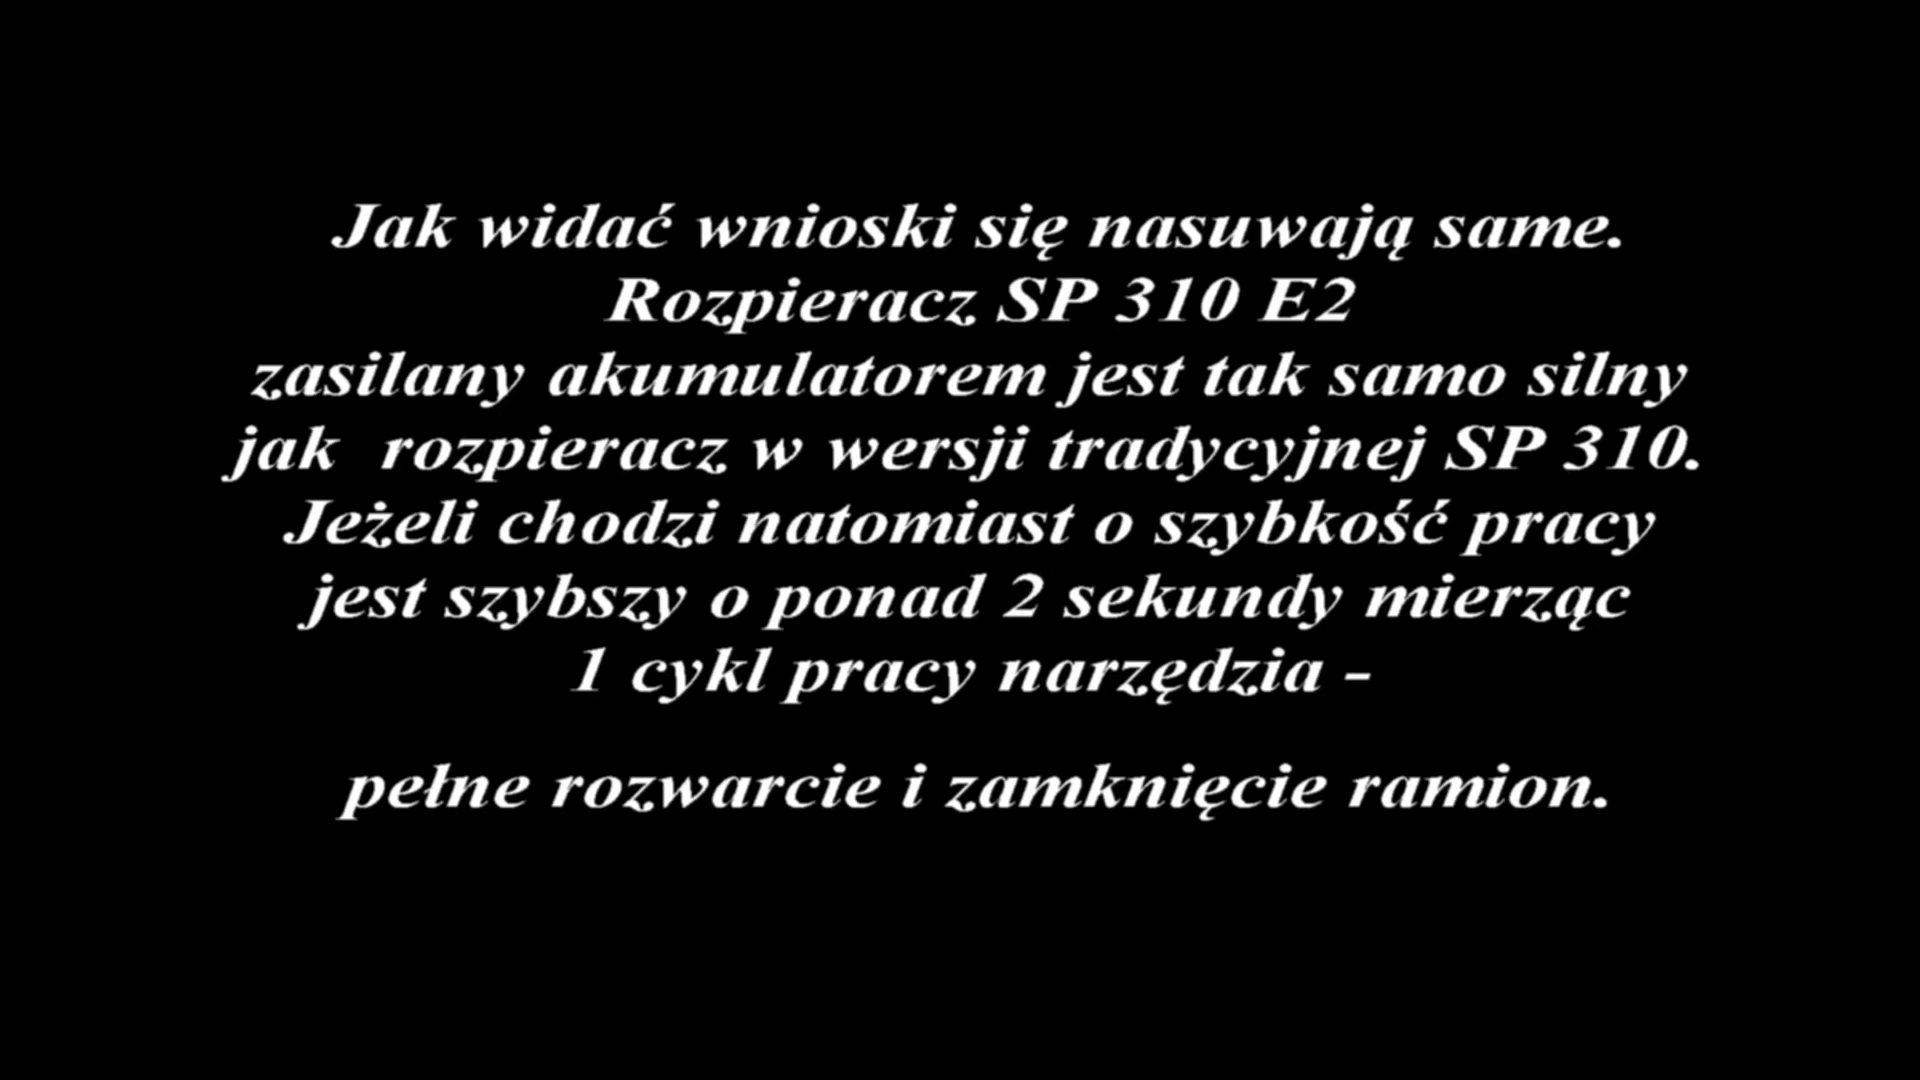 Jak widać wnioski się nasuwają same.
Rozpieracz SP 310 E2
zasilany akumulatorem jest tak samo silny
jak rozpieracz w wersji tradycyjnej SP 310.
Jeżeli chodzi natomiast o szybkość pracy
jest szybszy o ponad 2 sekundy mierząc
1 cykl pracy narzędzia -
pełne rozwarcie i zamknięcie ramion.